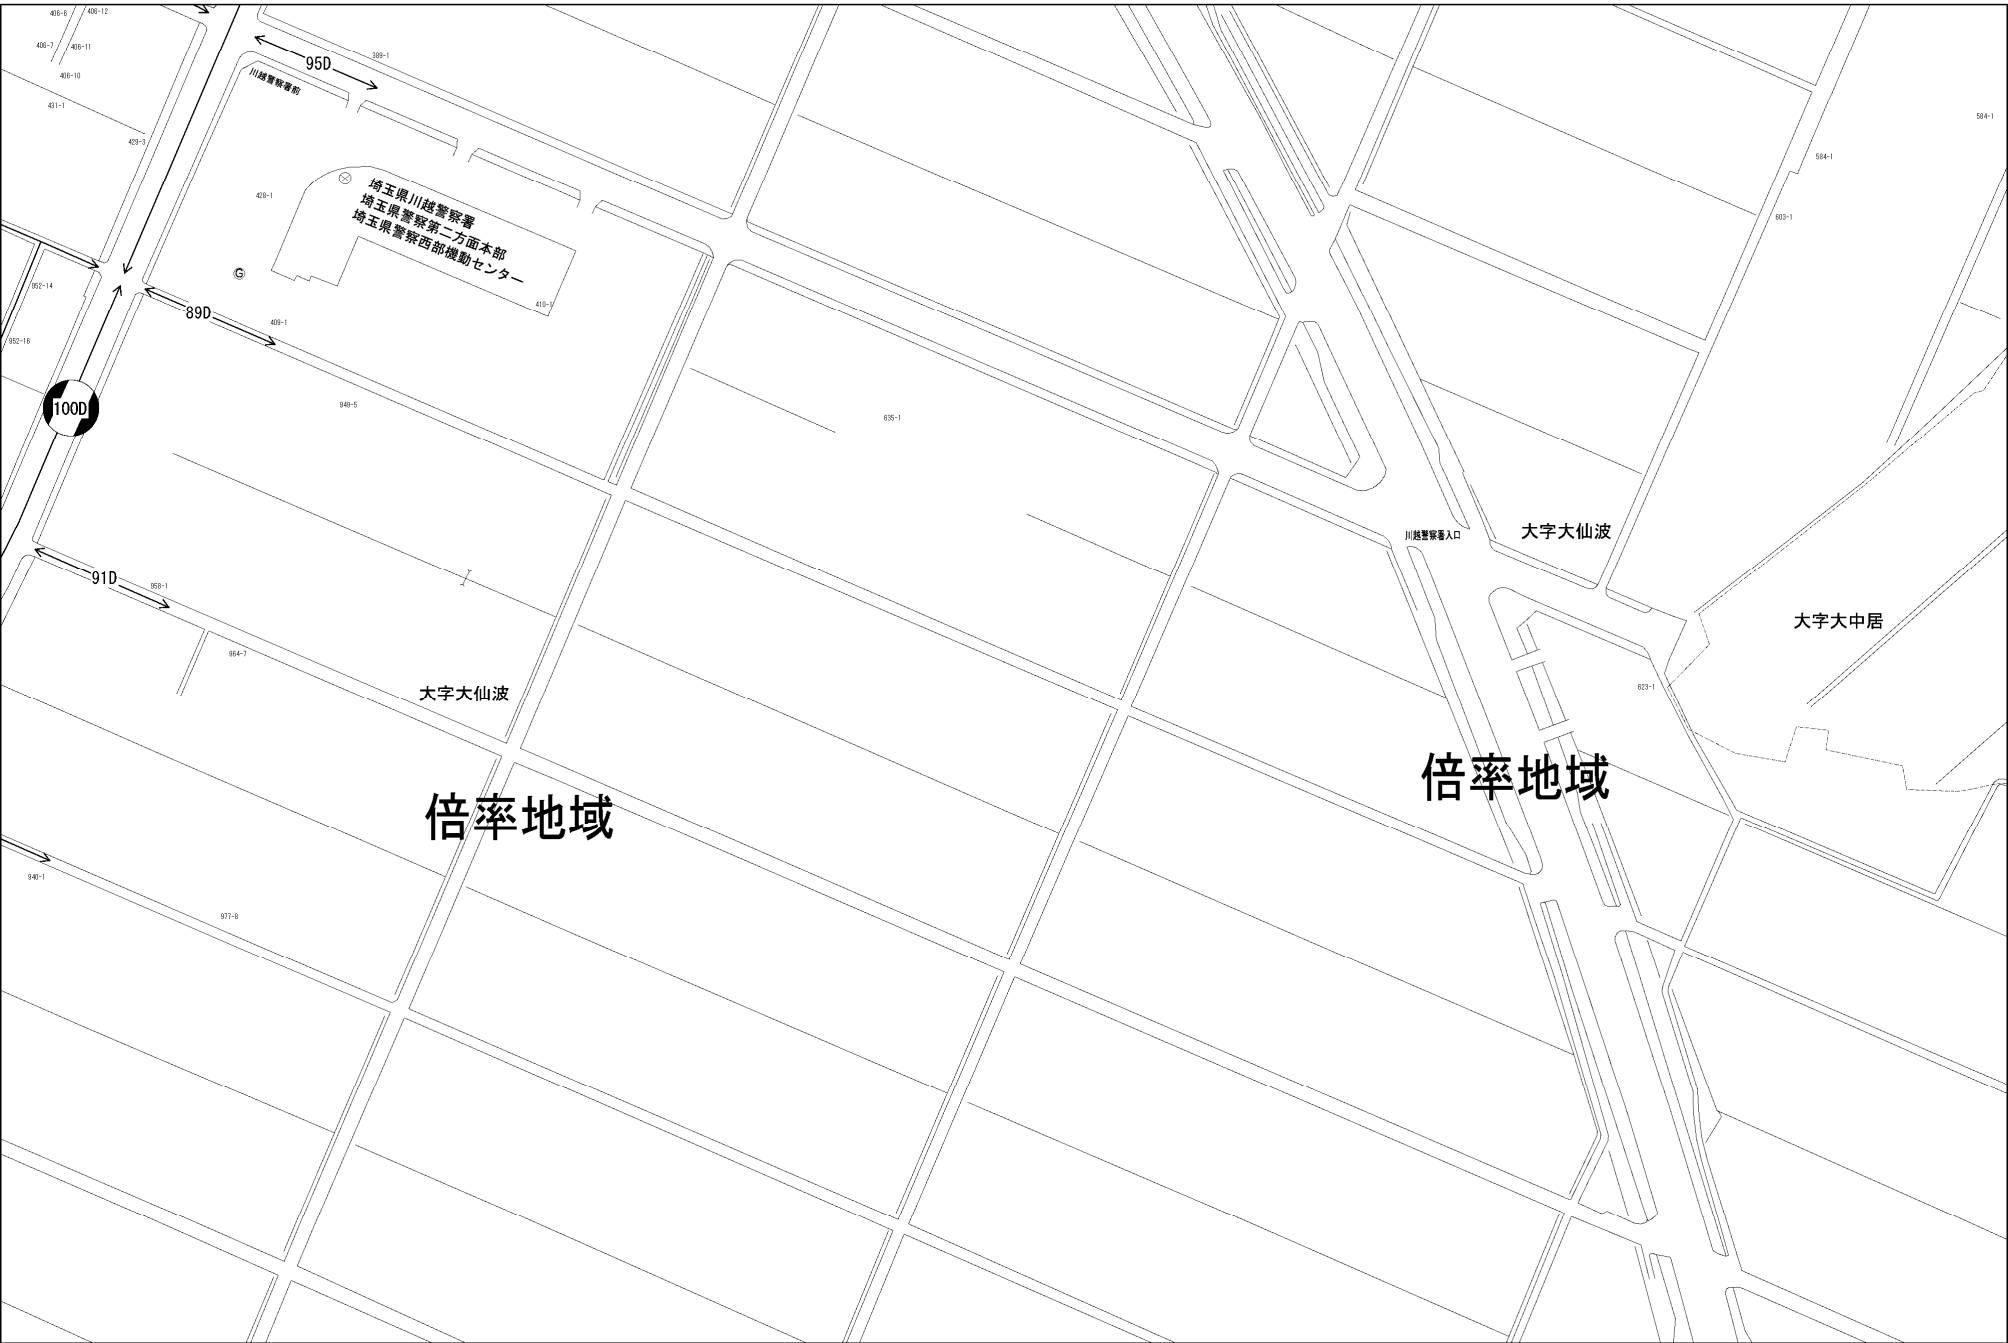 406-6
406-12
406-7
406-11
406-10
431-1
429-3
95D
389-1
川越警察署前
584-1
584-1
603-1
428-1
埼玉県川越警察署
埼玉県警察第二方面本部
埼玉県警察西部機動センター
G
410-1
952-14
89D
409-1
952-16
100D
949-5
635-1
川越警察署入口
大字大仙波
91D
958-1
大字大中居
964-7
大字大仙波
623-1
倍率地域
倍率地域
940-1
977-8